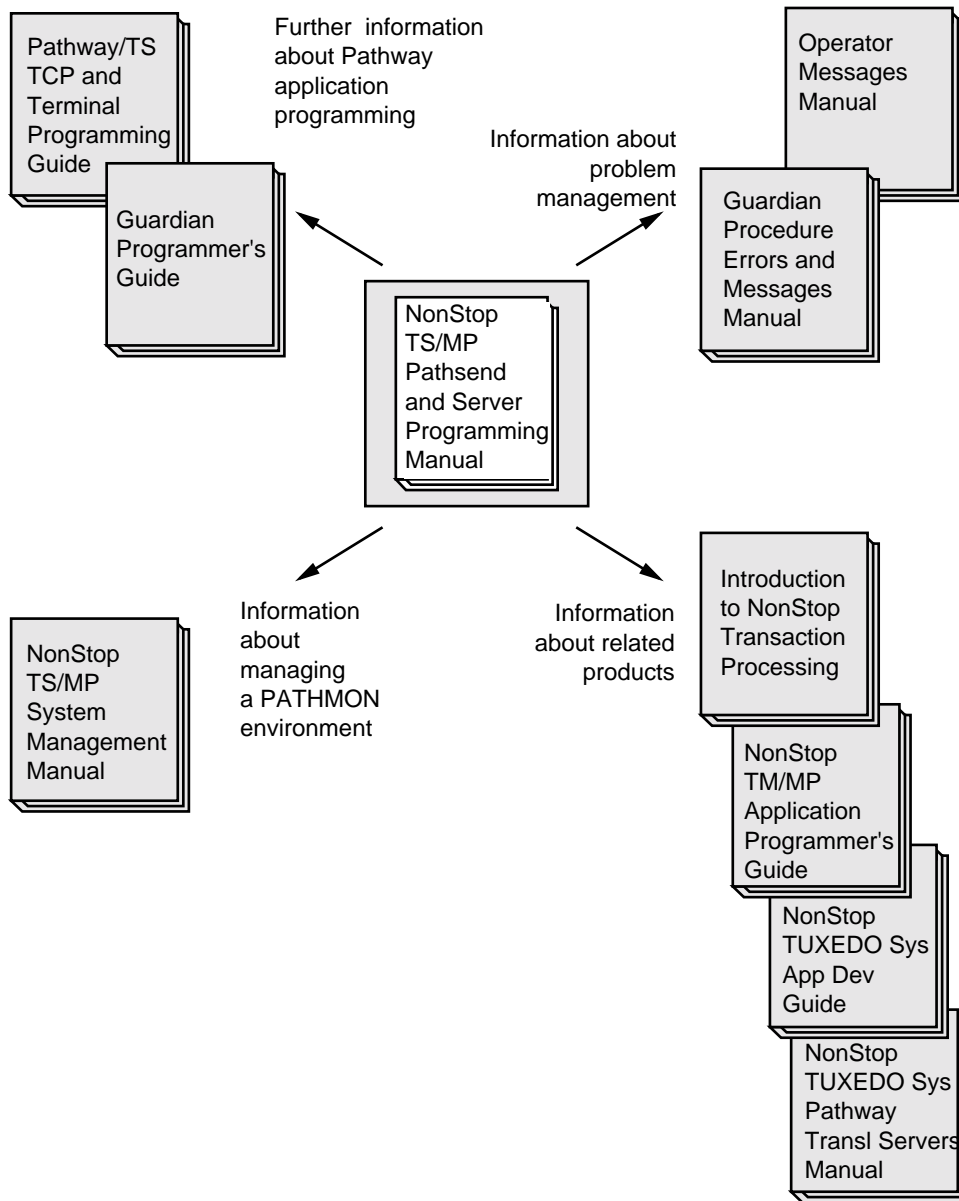 Pathway/TS
TCP and
Terminal
Programming
Guide
Guardian
Programmer's
Guide
Further information
about Pathway
application
programming
Information about
problem
management
Operator
Messages
Manual
Guardian
Procedure
Errors and
Messages
Manual
NonStop
TS/MP
Pathsend
and Server
Programming
Manual
NonStop
TS/MP
System
Management
Manual
Information
about
managing
a PATHMON
environment
Information
about related
products
Introduction
to NonStop
Transaction
Processing
NonStop
TM/MP
Application
Programmer's
Guide
NonStop
TUXEDO Sys
App Dev
Guide
NonStop
TUXEDO Sys
Pathway
Transl Servers
Manual